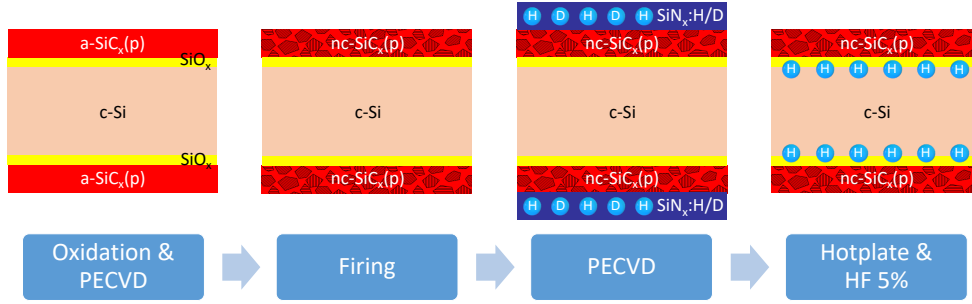 a-SiCx(p)
SiOx
c-Si
SiOx
a-SiCx(p)
Oxidation &
PECVD
nc-SiCx(p)
c-Si
nc-SiCx(p)
Firing
H D H D H SiNx:H/D
nc-SiCx(p)
c-Si
nc-SiCx(p)
H D H D H SiNx:H/D
PECVD
nc-SiCx(p)
H H H H H H
c-Si
H H H H H H
nc-SiCx(p)
Hotplate &
HF 5%